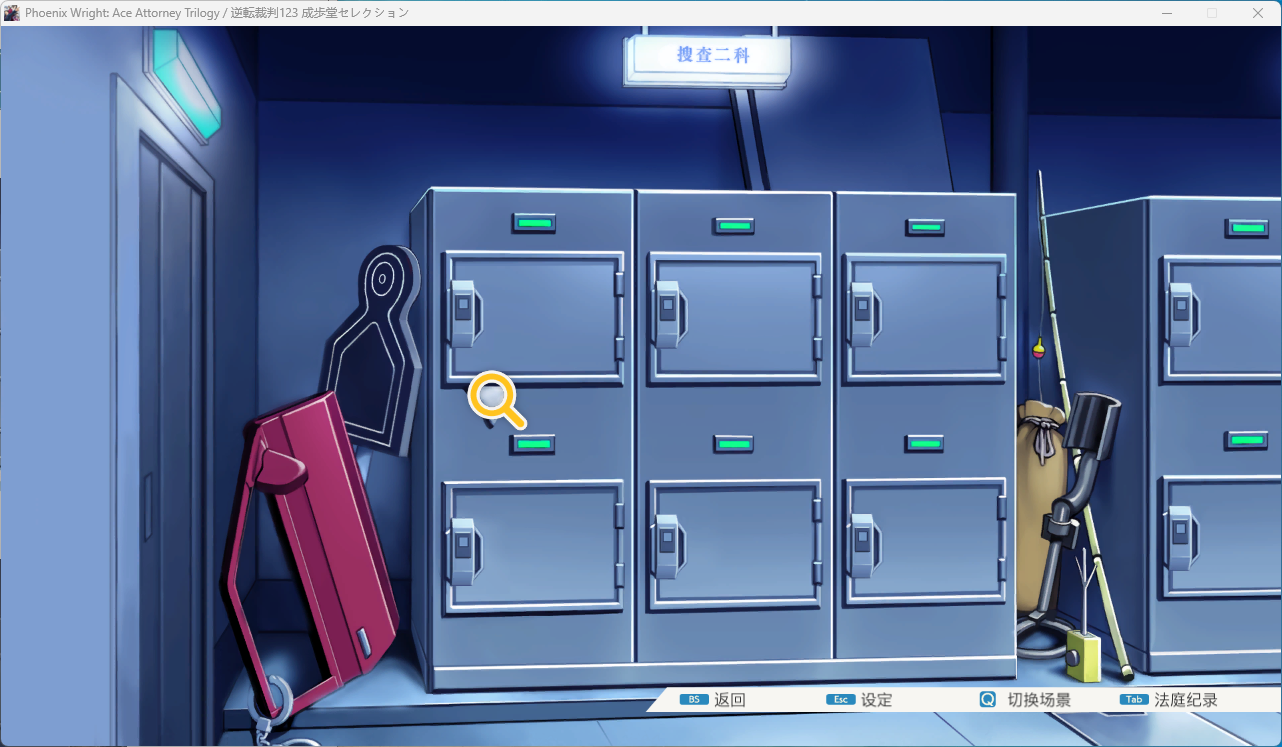 Phoenix Wright: Ace Attorney Trilogy / 逆転裁判123 成歩堂セレクション
搜查二科
BS 返回 Esc 设定 Q 切换场景 Tab 法庭纪录